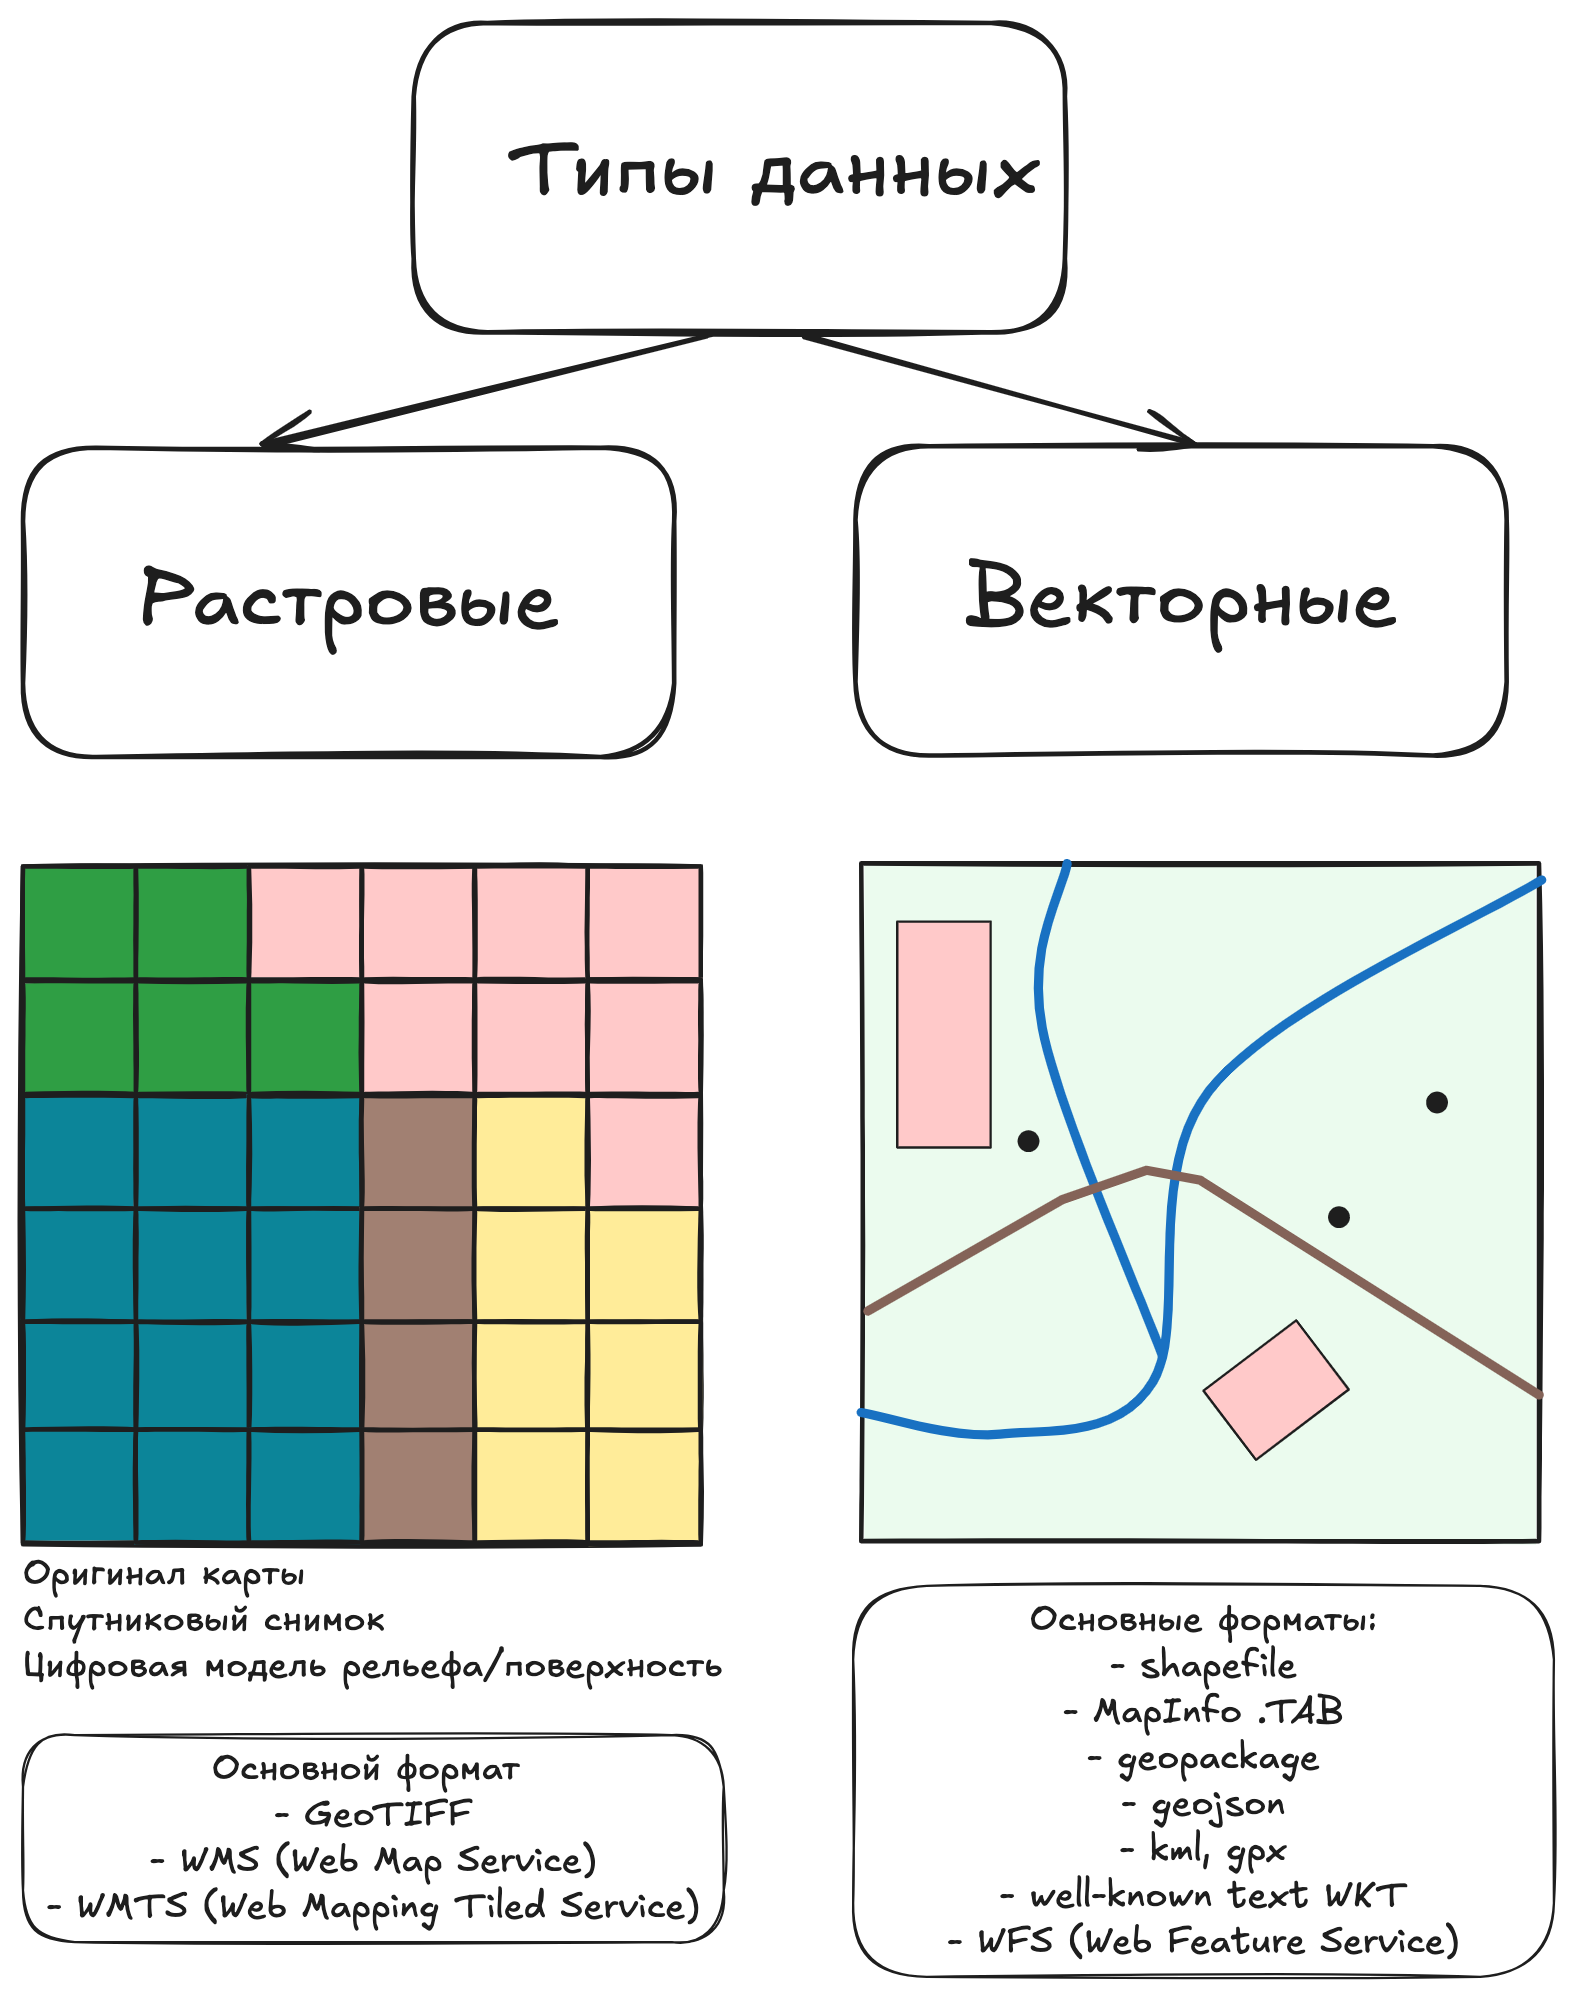 Типы данных
Растровые
Векторные
Оригинал карты
Спутниковый снимок
Цифровая модель рельефа/поверхность
Основной формат
- GeoTIFF
- WMS (Web Map Service)
- WMTS (Web Mapping Tiled Service)
Основные форматы:
- shapefile
- MapInfo .TAB
- geopackage
- geojson
- kml, gpx
- well-known text WKT
- WFS (Web Feature Service)